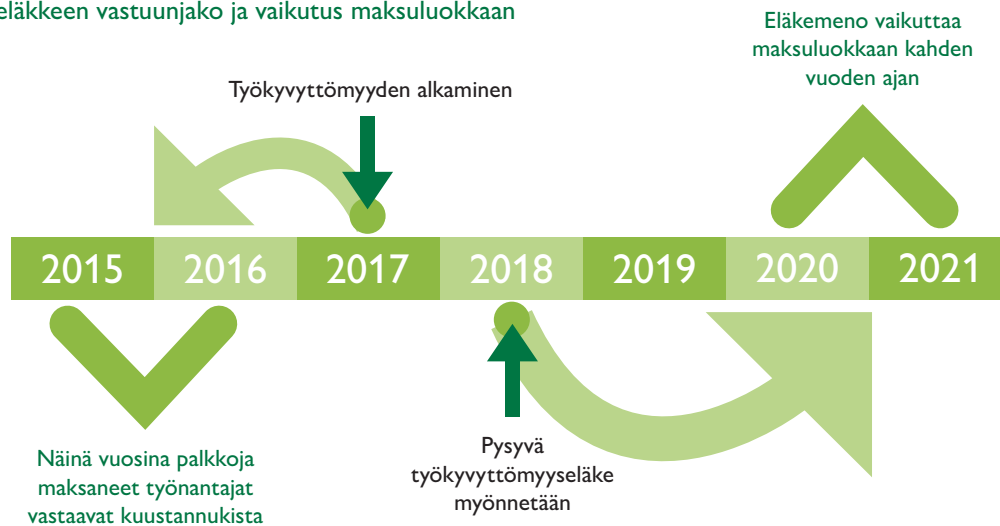 eläkkeen vastuunjako ja vaikutus maksuluokkaan
Eläkemeno vaikuttaa
maksuluokkaan kahden
vuoden ajan
Työkyvyttömyyden alkaminen
2015 2016 2017 2018 2019 2020 2021
Näinä vuosina palkkoja
maksaneet työnantajat
vastaavat kuustannukista
Pysyvä
työkyvyttömyyseläke
myönnetään